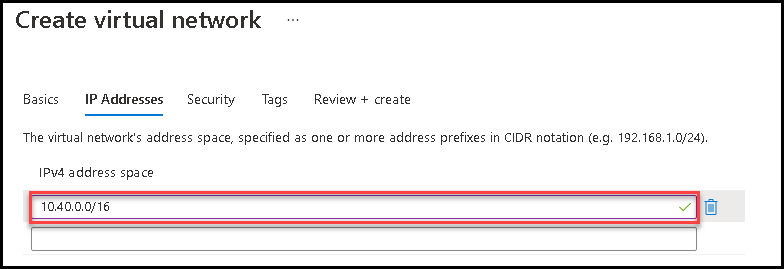 Create virtual network ...
Basics IP Addresses Security Tags Review + create
The virtual network's address space, specified as one or more address prefixes in CIDR notation (e.g. 192.168.1.0/24).
IPv4 address space
10.40.0.0/16